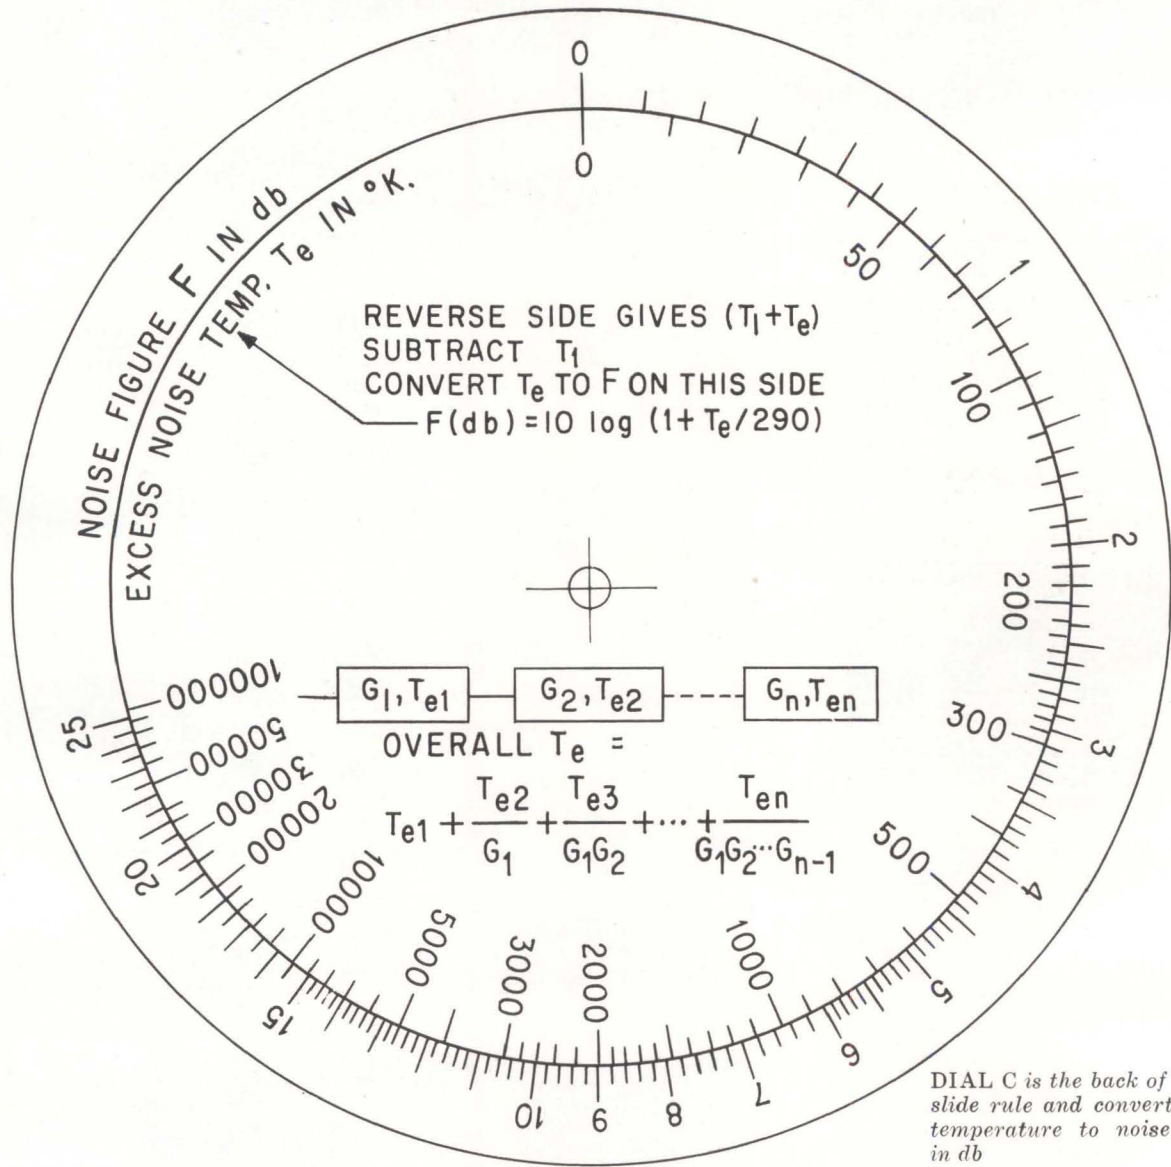 0
0
NOISE FIGURE F IN db
EXCESS NOISE TEMP. Te IN °K.
50
1
REVERSE SIDE GIVES (T1+Te)
SUBTRACT T1
CONVERT Te TO F ON THIS SIDE
F(db)=10 log (1+Te/290)
100
2
200
300
3
G1,Te1
G2,Te2
Gn,Ten
OVERALL Te =
Te1 + Te2/G1 + Te3/G1G2 + ... + Ten/G1G2...Gn-1
500
4
5
1000
6
7
8
2000
9
3000
10
5000
10000
15
20000
30000
20
50000
100000
25
DIAL C is the back of
slide rule and convert
temperature to noise
in db